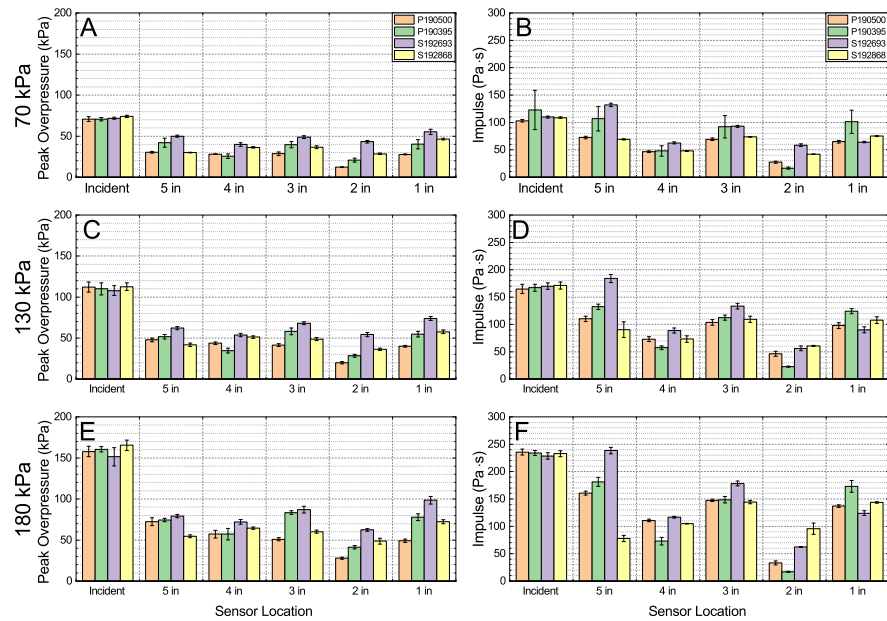 A
70 kPa
Peak Overpressure (kPa)
200
150
100
50
0
P190500
P190395
S192693
S192868
Incident
5 in
4 in
3 in
2 in
1 in
B
Impulse (Pa·s)
300
250
200
150
100
50
0
P190500
P190395
S192693
S192868
Incident
5 in
4 in
3 in
2 in
1 in
C
130 kPa
Peak Overpressure (kPa)
200
150
100
50
0
Incident
5 in
4 in
3 in
2 in
1 in
D
Impulse (Pa·s)
300
250
200
150
100
50
0
Incident
5 in
4 in
3 in
2 in
1 in
E
180 kPa
Peak Overpressure (kPa)
200
150
100
50
0
Incident
5 in
4 in
3 in
2 in
1 in
Sensor Location
F
Impulse (Pa·s)
300
250
200
150
100
50
0
Incident
5 in
4 in
3 in
2 in
1 in
Sensor Location